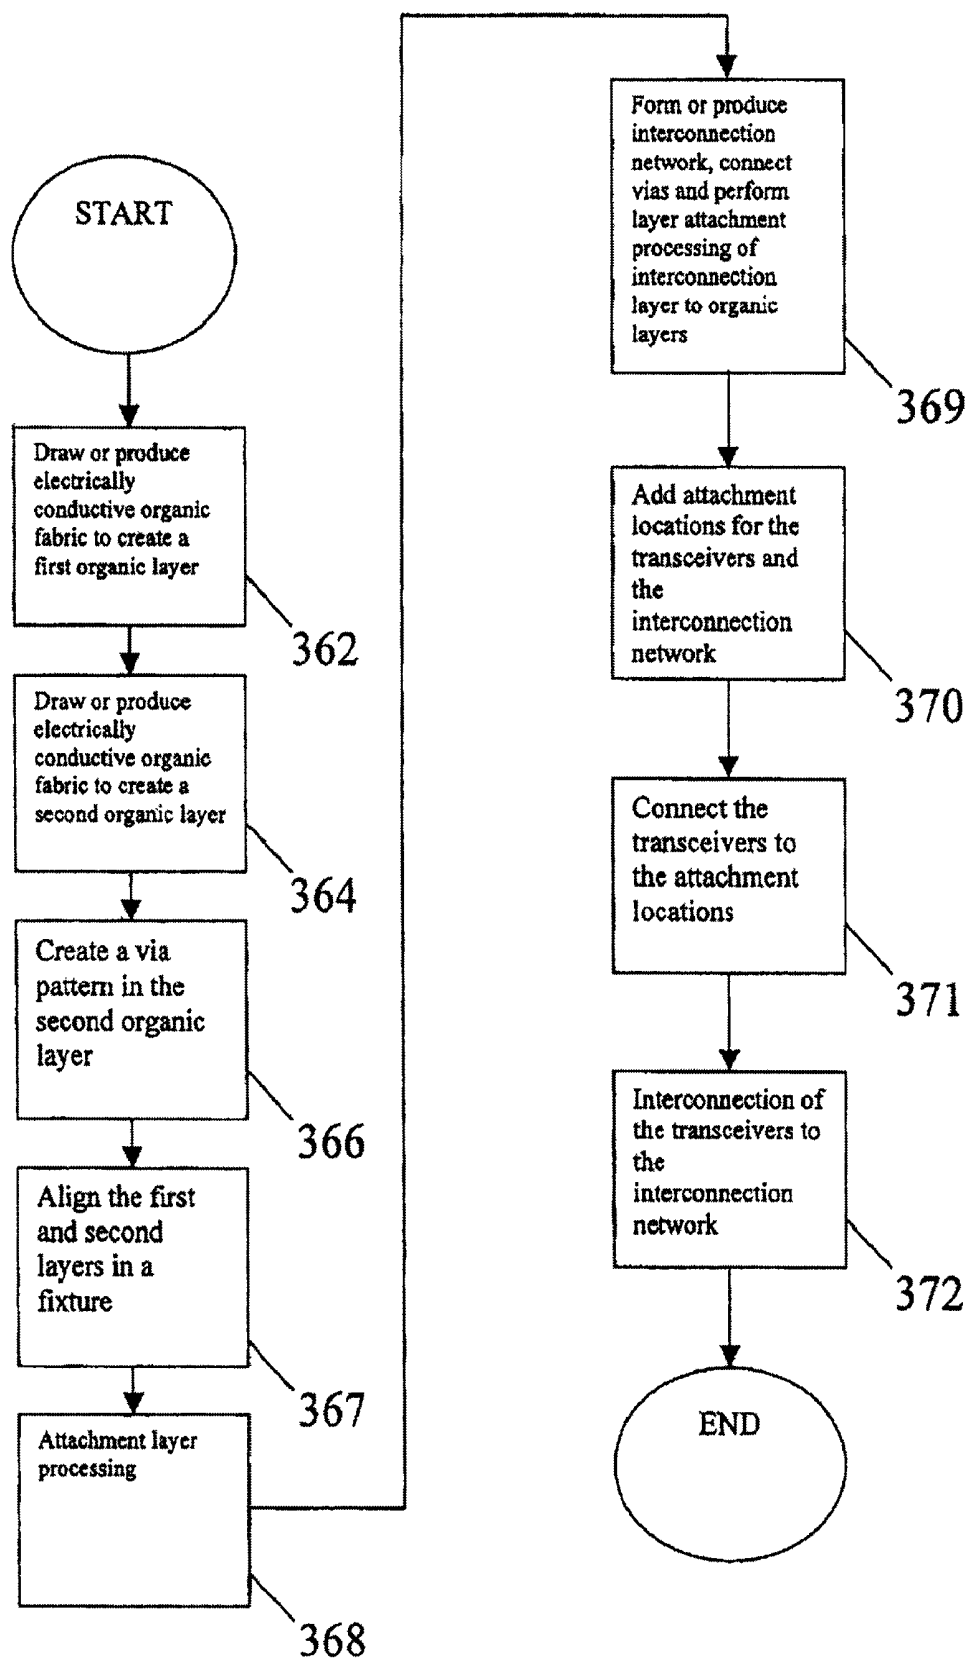 START
Draw or produce
electrically
conductive organic
fabric to create a
first organic layer
362
Draw or produce
electrically
conductive organic
fabric to create a
second organic layer
364
Create a via
pattern in the
second organic
layer
366
Align the first
and second
layers in a
fixture
367
Attachment layer
processing
368
Form or produce
interconnection
network, connect
vias and perform
layer attachment
processing of
interconnection
layer to organic
layers
369
Add attachment
locations for the
transceivers and
the
interconnection
network
370
Connect the
transceivers to
the attachment
locations
371
Interconnection of
the transceivers to
the
interconnection
network
372
END